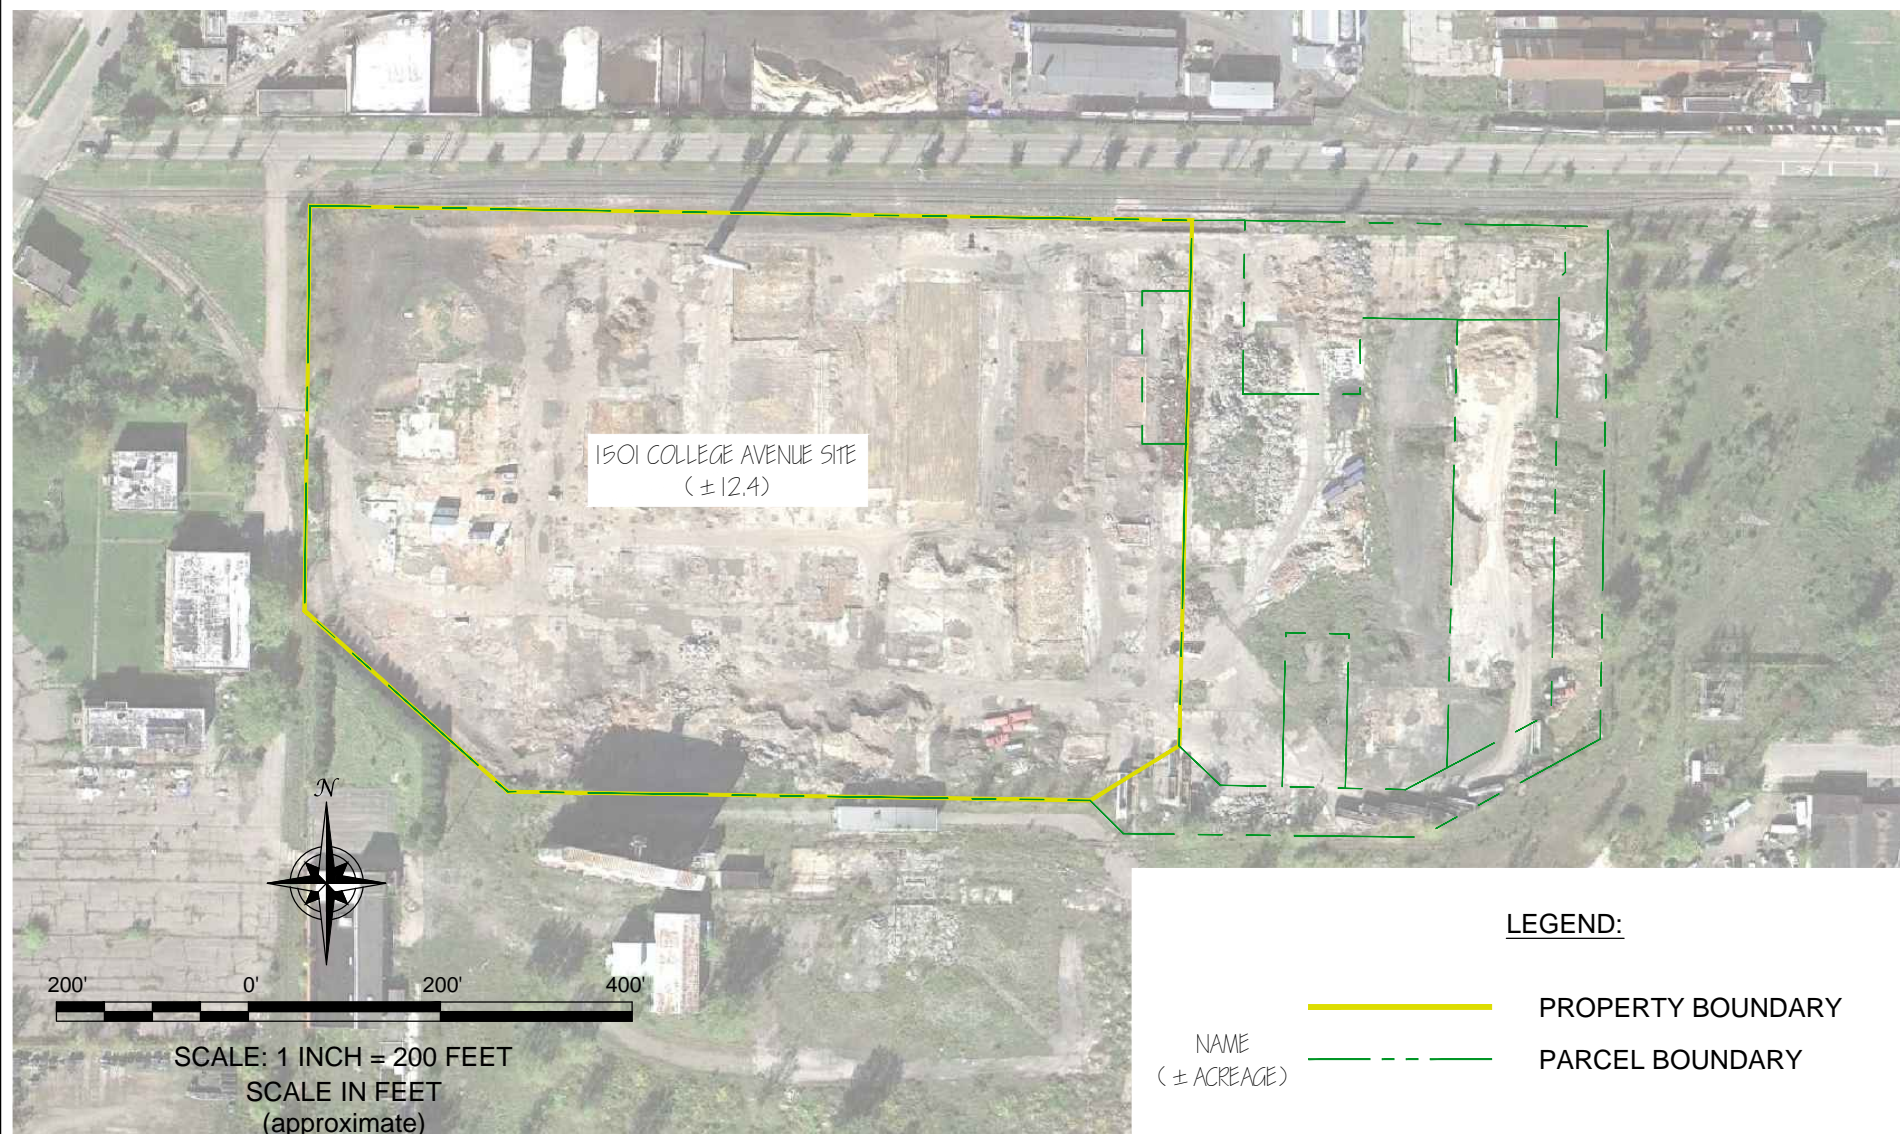 1501 COLLEGE AVENUE SITE
(±12.4)
N
200' 0' 200' 400'
SCALE: 1 INCH = 200 FEET
SCALE IN FEET
(approximate)
LEGEND:
PROPERTY BOUNDARY
NAME
(± ACREAGE)
PARCEL BOUNDARY